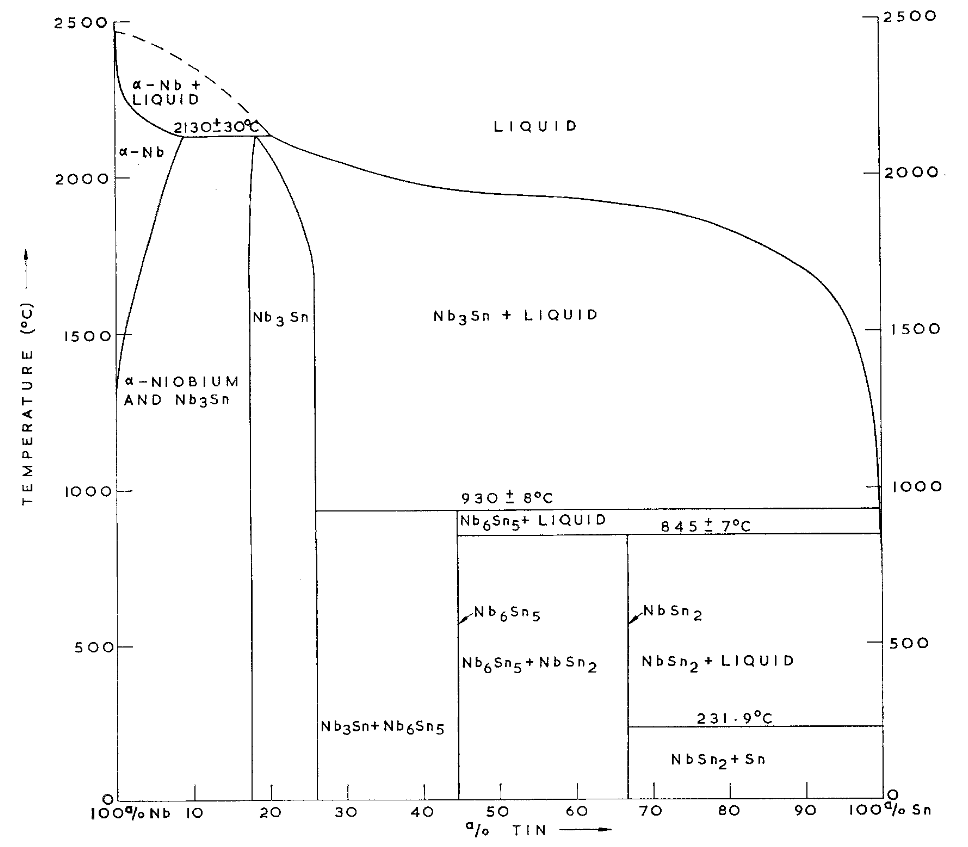 2500
2500
α-Nb +
LIQUID
2130±30°C
LIQUID
α-Nb
2000
2000
1500
1500
Nb3Sn
Nb3Sn + LIQUID
α-NIOBIUM
AND Nb3Sn
TEMPERATURE (°C)
1000
1000
930 ± 8°C
Nb6Sn5+ LIQUID
845 ± 7°C
Nb6Sn5
NbSn2
500
500
Nb6Sn5+NbSn2
NbSn2+LIQUID
Nb3Sn+Nb6Sn5
231·9°C
NbSn2+Sn
0
0
100a/o Nb 10 20 30 40 50 60 70 80 90 100a/o Sn
a/o TIN